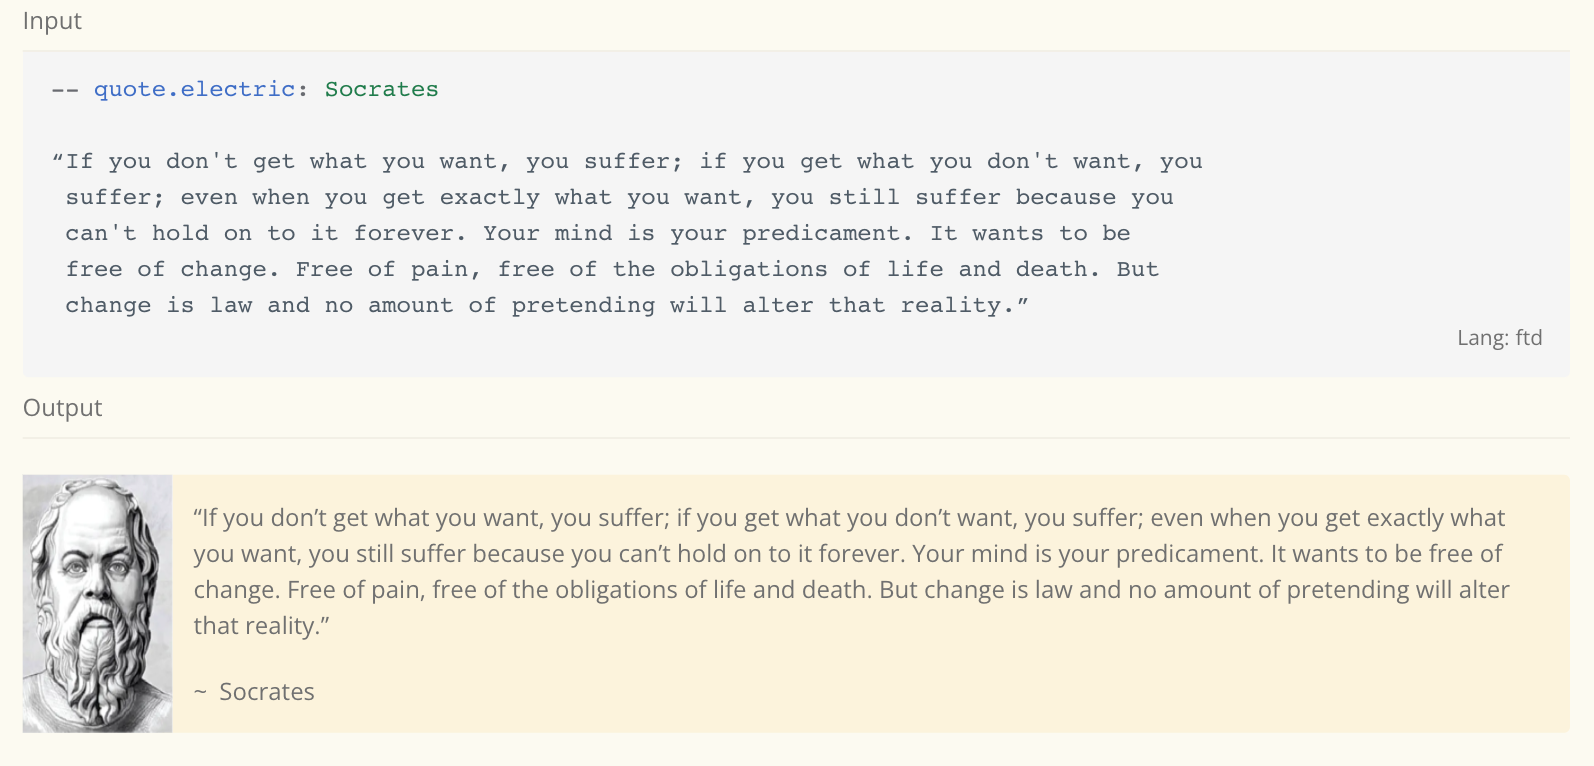 Input
-- quote.electric: Socrates
“If you don't get what you want, you suffer; if you get what you don't want, you
suffer; even when you get exactly what you want, you still suffer because you
can't hold on to it forever. Your mind is your predicament. It wants to be
free of change. Free of pain, free of the obligations of life and death. But
change is law and no amount of pretending will alter that reality.”
Lang: ftd
Output
“If you don’t get what you want, you suffer; if you get what you don’t want, you suffer; even when you get exactly what
you want, you still suffer because you can’t hold on to it forever. Your mind is your predicament. It wants to be free of
change. Free of pain, free of the obligations of life and death. But change is law and no amount of pretending will alter
that reality.”
~ Socrates